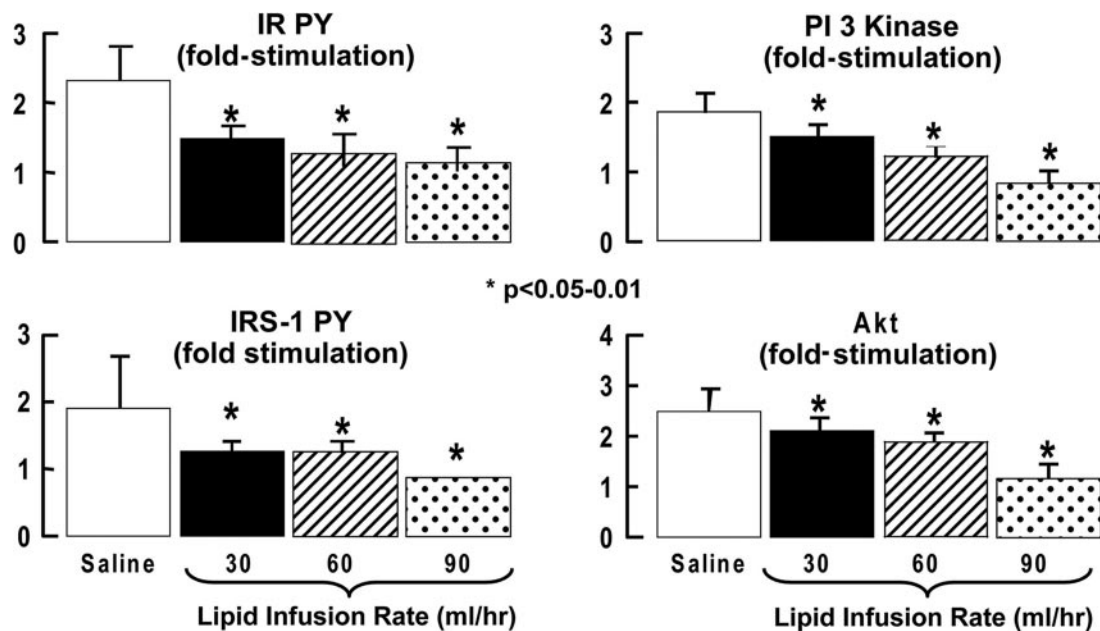 IR PY
(fold-stimulation)
3
2
1
0
* * *
PI 3 Kinase
(fold-stimulation)
3
2
1
0
* * *
* p<0.05-0.01
IRS-1 PY
(fold stimulation)
3
2
1
0
* * *
Saline 30 60 90
Lipid Infusion Rate (ml/hr)
Akt
(fold-stimulation)
4
3
2
1
0
* * *
Saline 30 60 90
Lipid Infusion Rate (ml/hr)